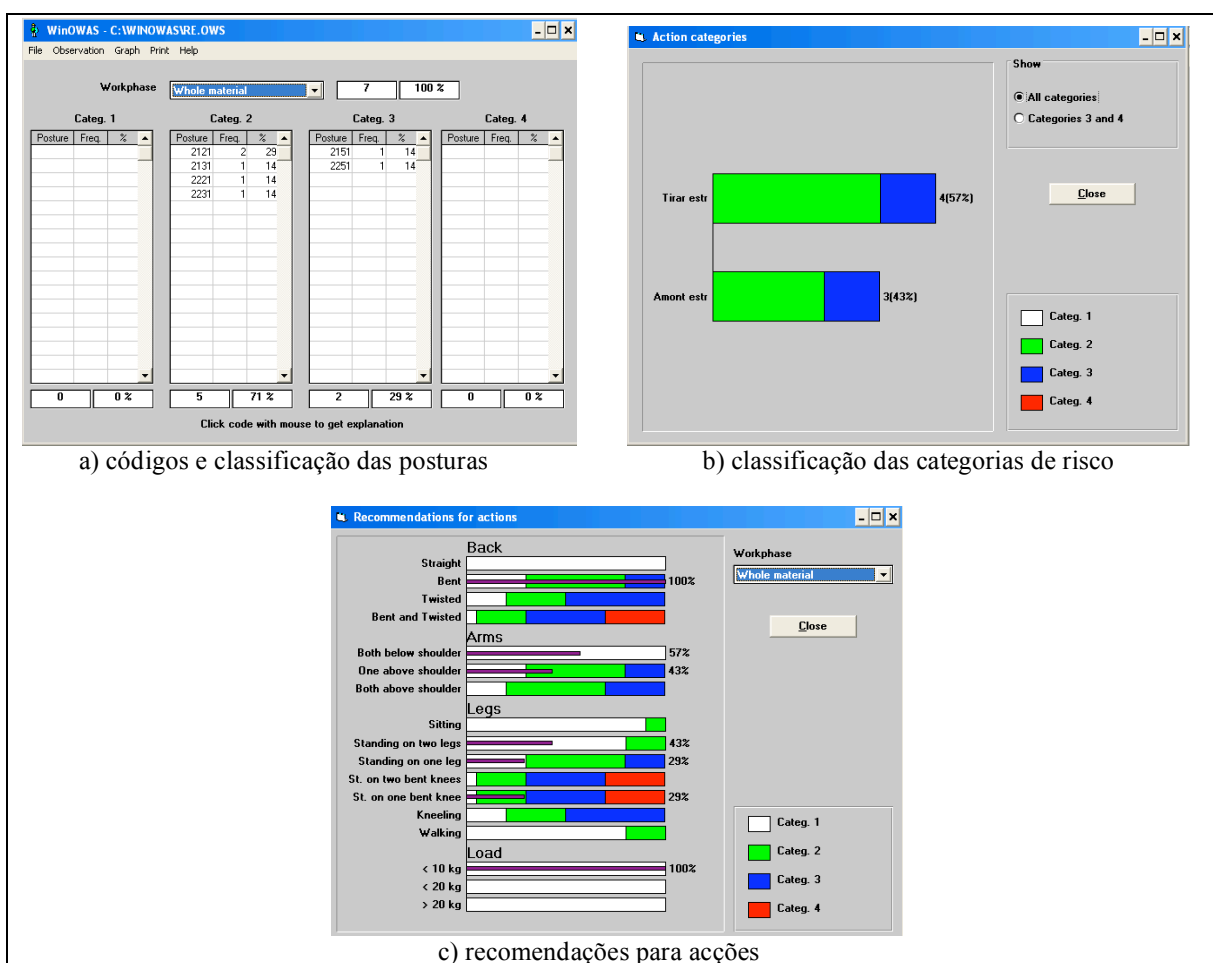 WinOWAS - C:\WINOWAS\RE.OWS
File Observation Graph Print Help
Workphase Whole material 7 100 %
Categ. 1 Categ. 2 Categ. 3 Categ. 4
Posture Freq. % Posture Freq. % Posture Freq. % Posture Freq. %
2121 2 29 2151 1 14
2131 1 14 2251 1 14
2221 1 14
2231 1 14
0 0 % 5 71 % 2 29 % 0 0 %
Click code with mouse to get explanation
a) códigos e classificação das posturas
Action categories
Show
All categories
Categories 3 and 4
Close
Tirar estr 4(57%)
Amont estr 3(43%)
Categ. 1
Categ. 2
Categ. 3
Categ. 4
b) classificação das categorias de risco
Recommendations for actions
Back
Straight
Bent 100%
Twisted
Bent and Twisted
Arms
Both below shoulder 57%
One above shoulder 43%
Both above shoulder
Legs
Sitting
Standing on two legs 43%
Standing on one leg 29%
St. on two bent knees
St. on one bent knee 29%
Kneeling
Walking
Load
< 10 kg 100%
< 20 kg
> 20 kg
Workphase
Whole material
Close
Categ. 1
Categ. 2
Categ. 3
Categ. 4
c) recomendações para acções